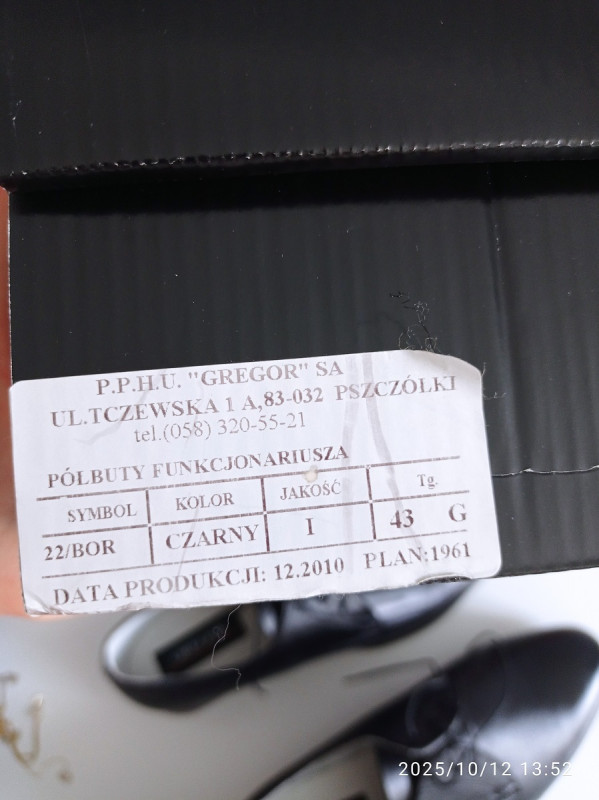 P.P.H.U. "GREGOR" SA
UL.TCZEWSKA 1 A,83-032 PSZCZÓŁKI
tel.(058) 320-55-21
PÓLBUTY FUNKCJONARIUSZA
SYMBOL KOLOR JAKOŚĆ Tg.
22/BOR CZARNY I 43 G
DATA PRODUKCJI: 12.2010 PLAN:1961
2025/10/12 13:52